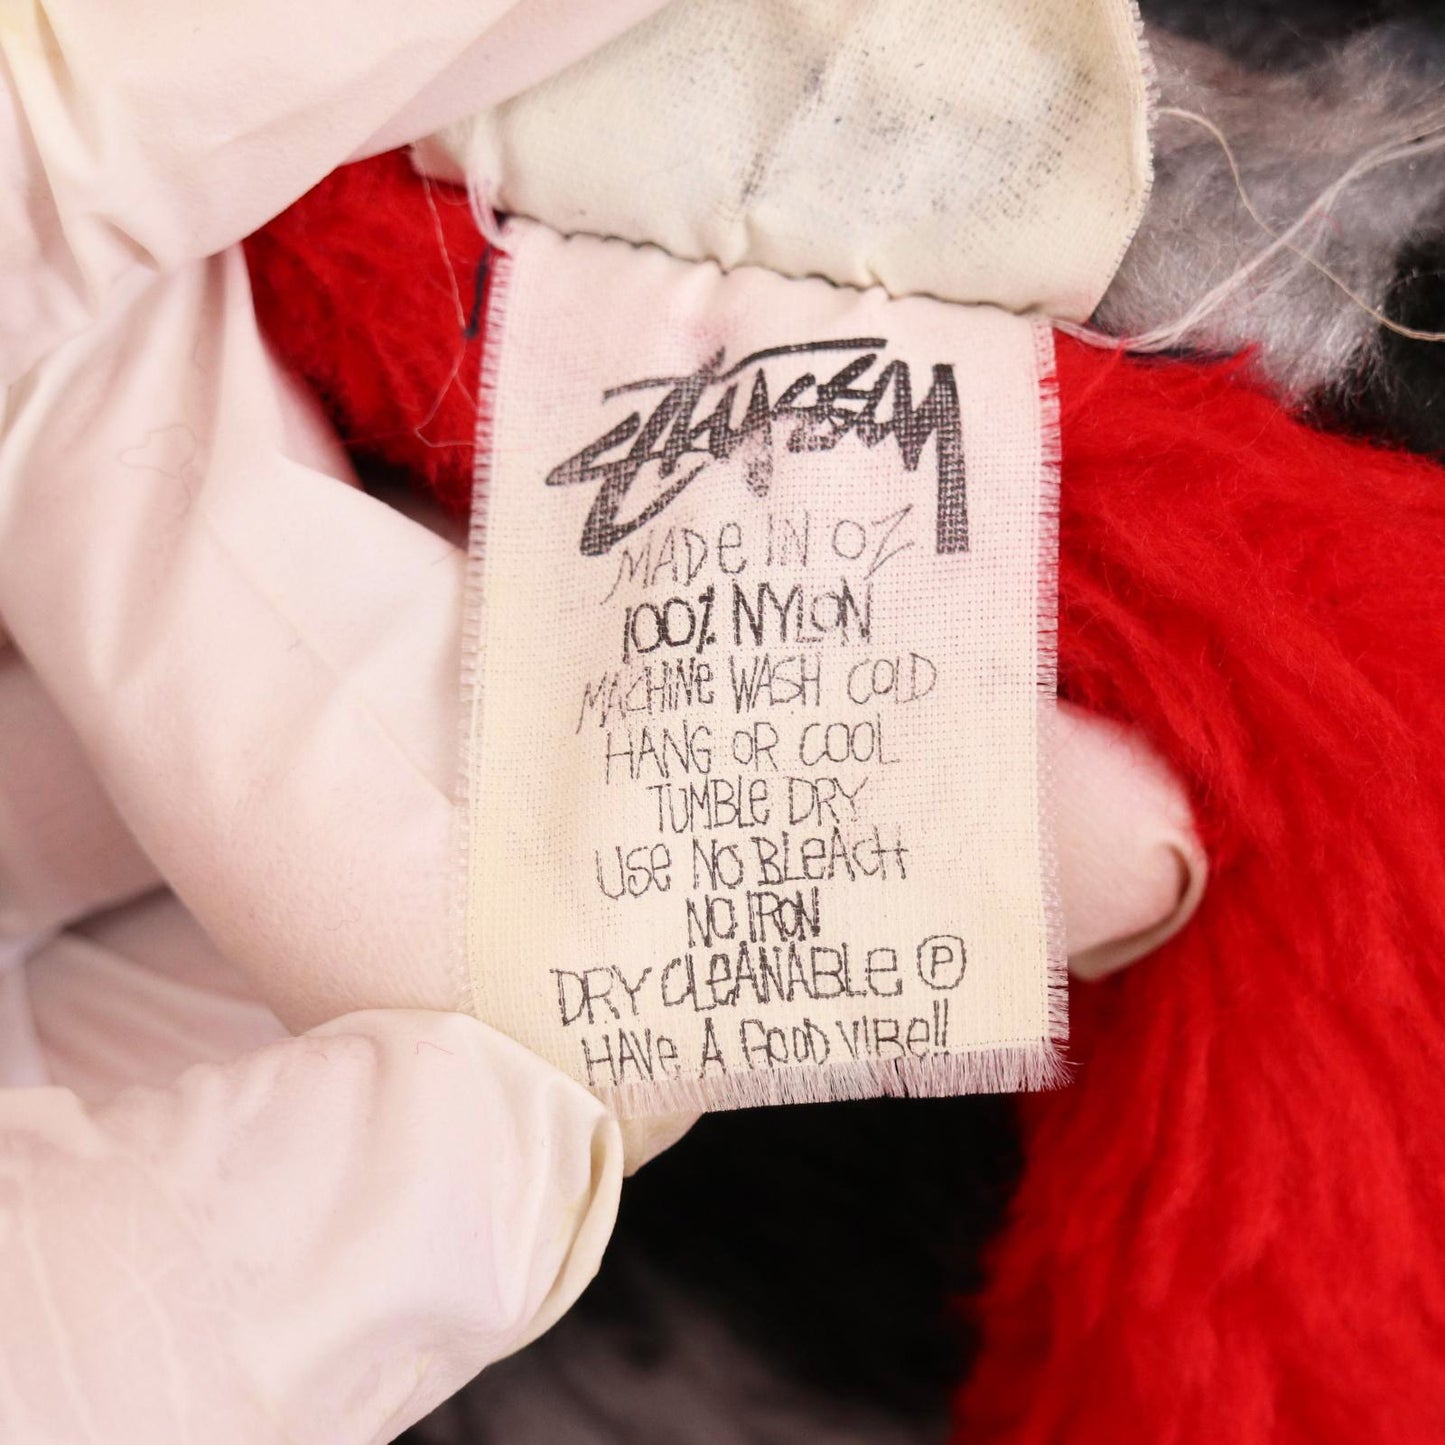 STUSSY
MADe IN OZ
100% NYLON
MACHINe WASH COLD
HANG OR COOL
TUMBLe DRY
USe NO BLeACH
NO IRON
DRY CLeANABLe Ⓟ
HAVe A GOOD VIBe!!